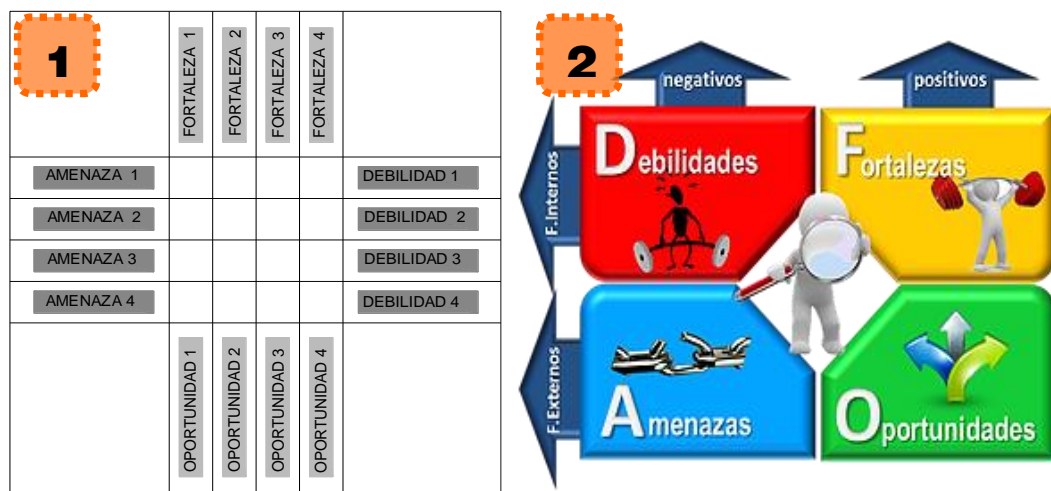 1
FORTALEZA 1
FORTALEZA 2
FORTALEZA 3
FORTALEZA 4
AMENAZA 1
DEBILIDAD 1
AMENAZA 2
DEBILIDAD 2
AMENAZA 3
DEBILIDAD 3
AMENAZA 4
DEBILIDAD 4
OPORTUNIDAD 1
OPORTUNIDAD 2
OPORTUNIDAD 3
OPORTUNIDAD 4
2
negativos
positivos
F.Internos
Debilidades
Fortalezas
F.Externos
Amenazas
Oportunidades